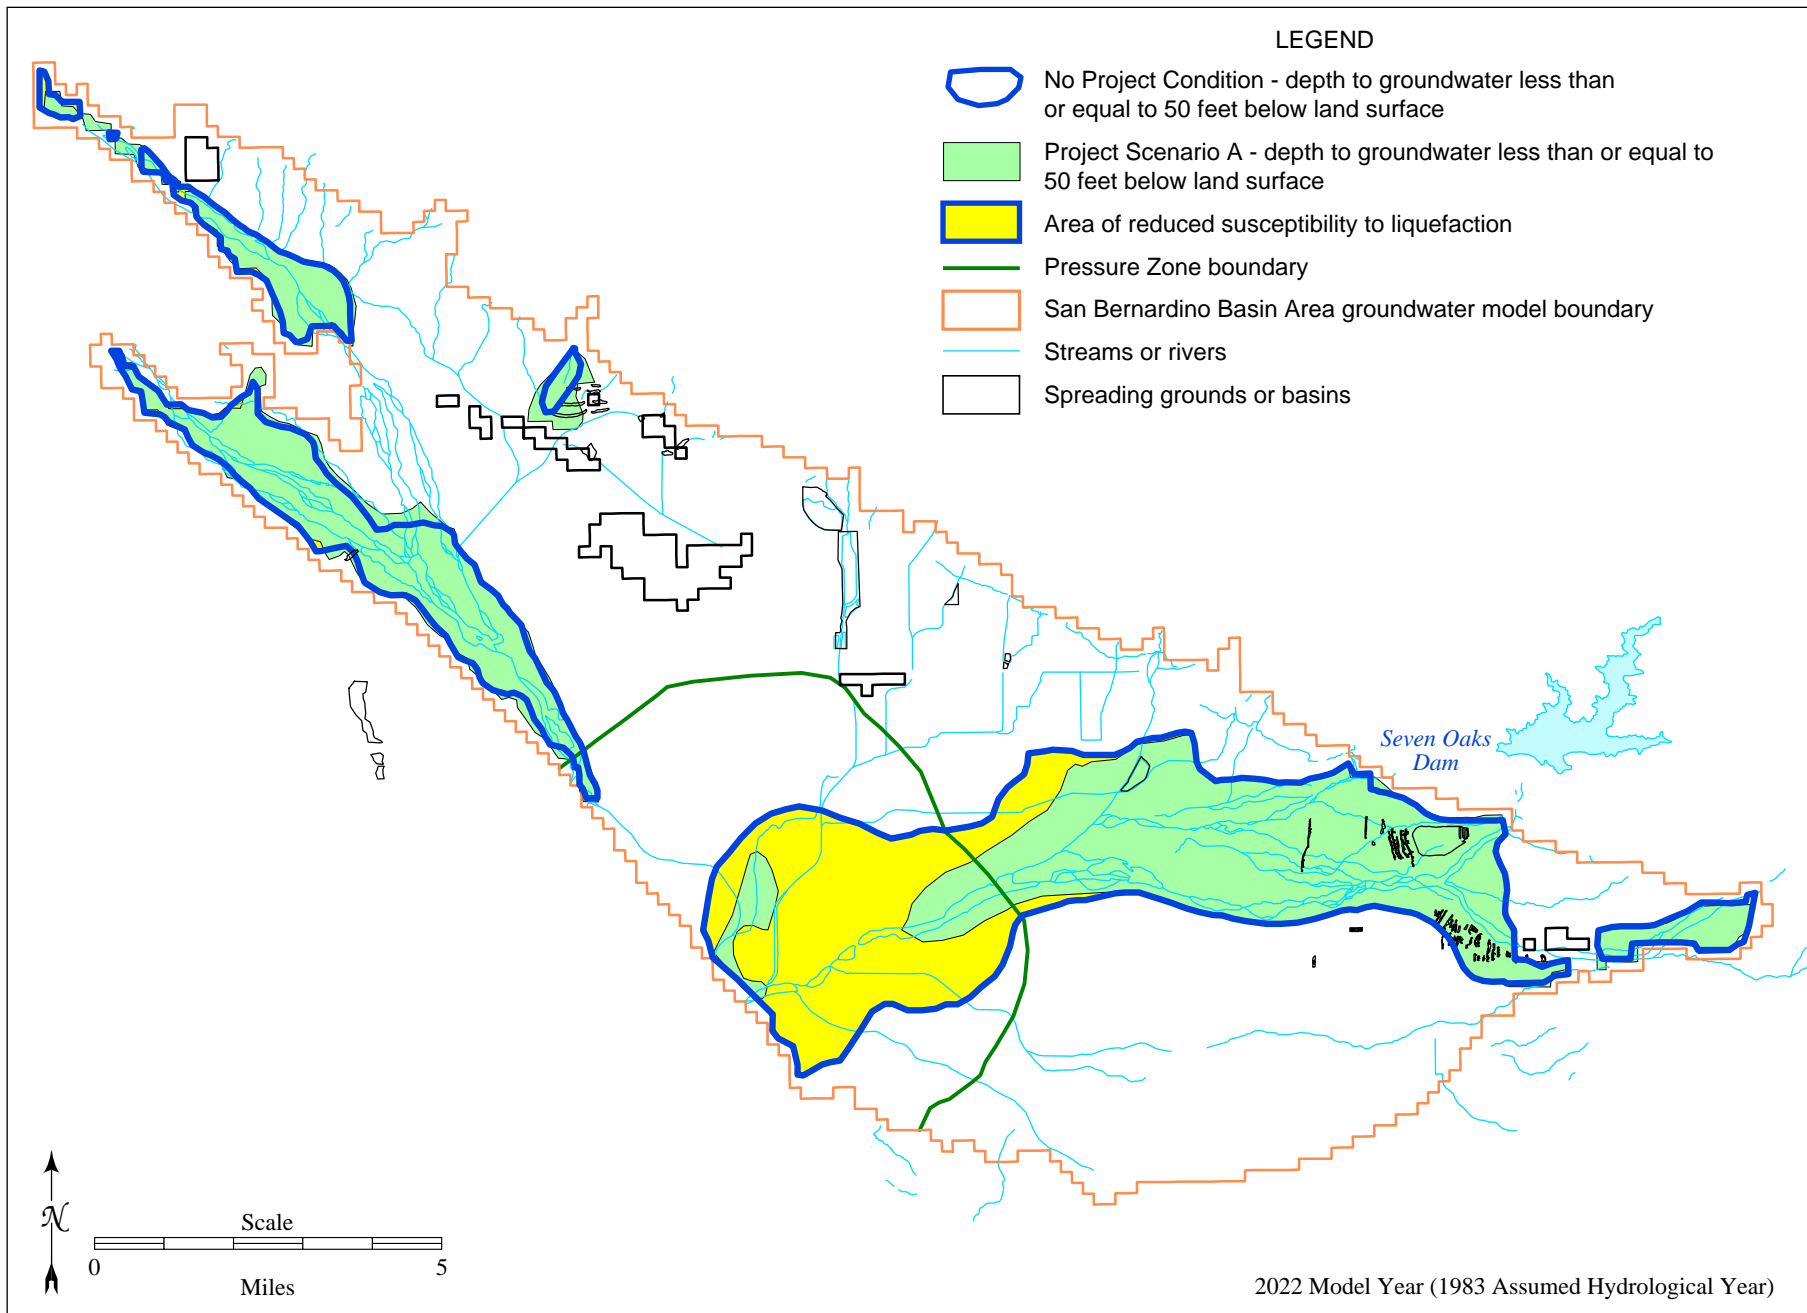 LEGEND
No Project Condition - depth to groundwater less than
or equal to 50 feet below land surface
Project Scenario A - depth to groundwater less than or equal to
50 feet below land surface
Area of reduced susceptibility to liquefaction
Pressure Zone boundary
San Bernardino Basin Area groundwater model boundary
Streams or rivers
Spreading grounds or basins
Seven Oaks
Dam
N
Scale
0 5
Miles
2022 Model Year (1983 Assumed Hydrological Year)